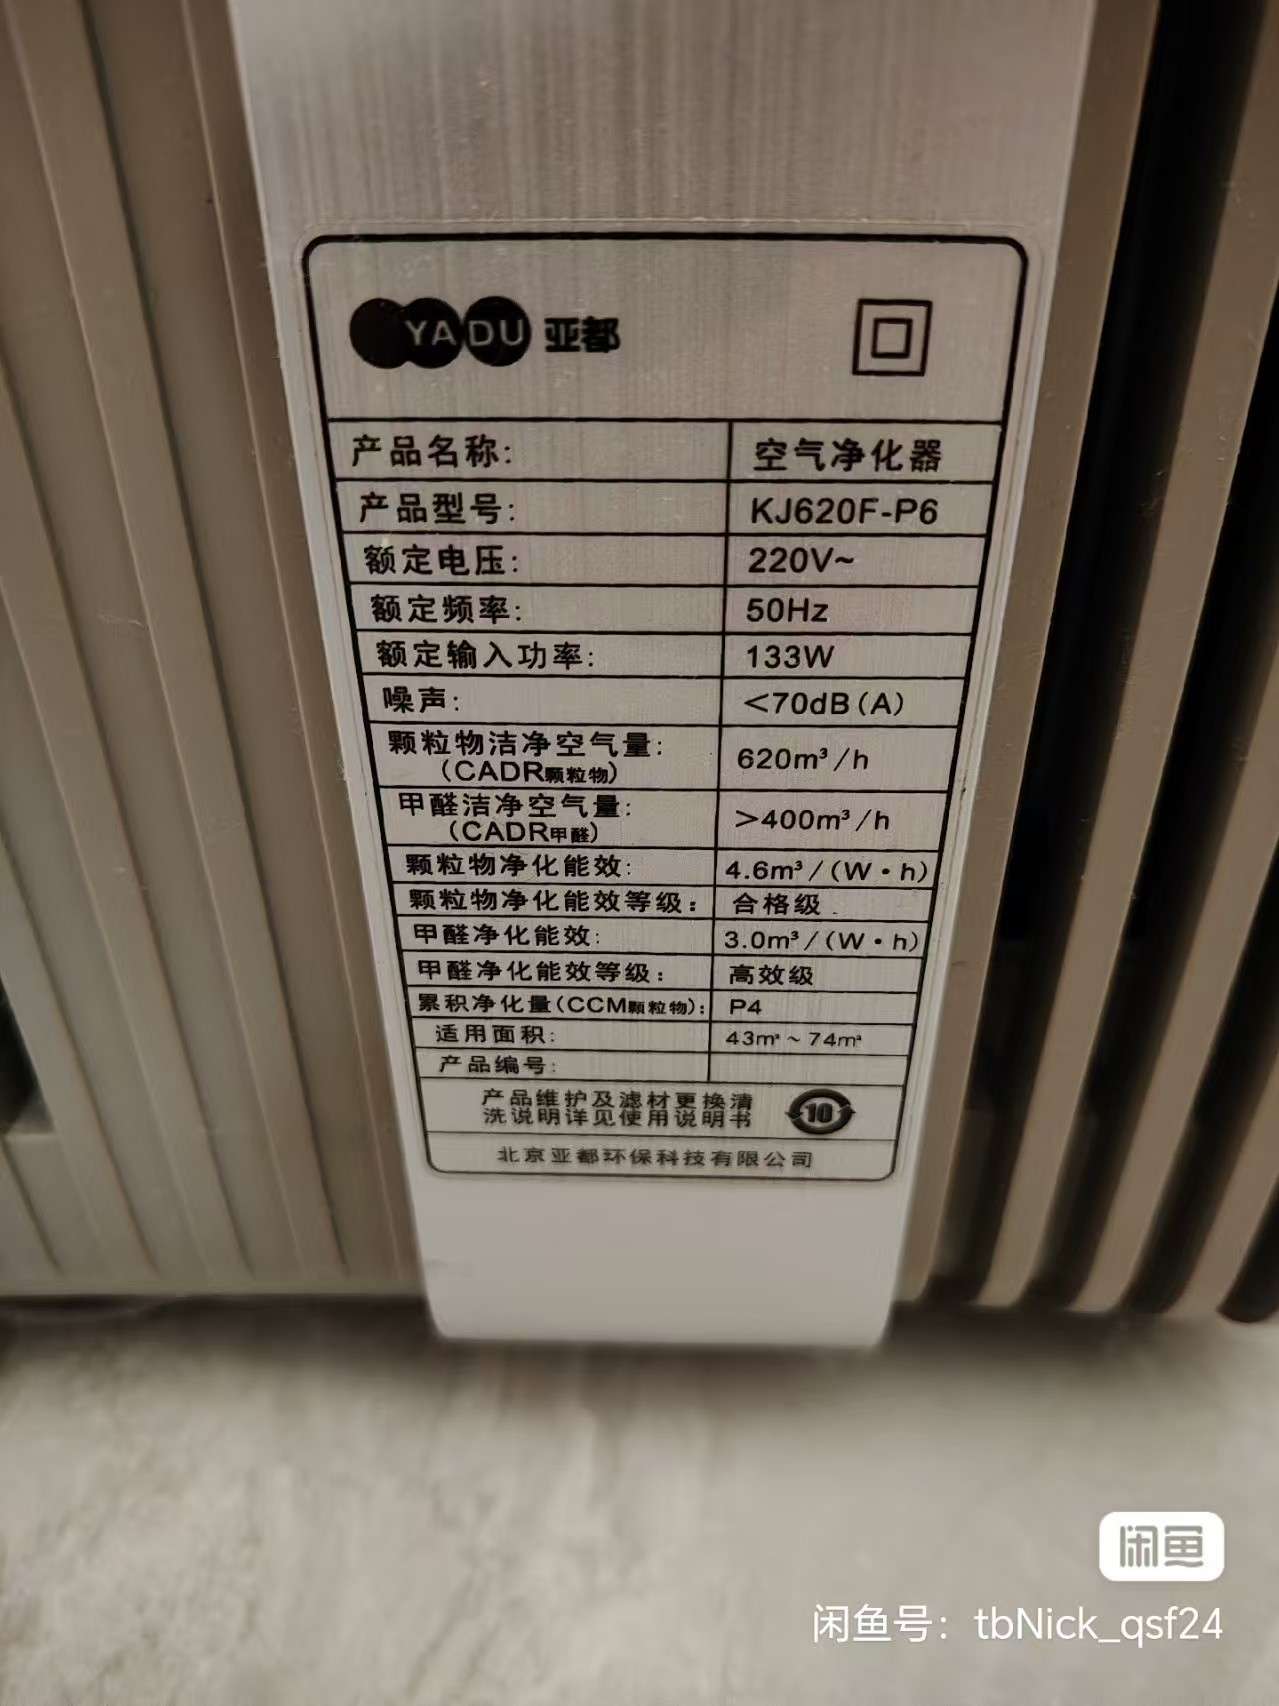 YADU 亚都
产品名称: 空气净化器
产品型号: KJ620F-P6
额定电压: 220V~
额定频率: 50Hz
额定输入功率: 133W
噪声: <70dB(A)
颗粒物洁净空气量: 620m³/h
(CADR颗粒物)
甲醛洁净空气量: >400m³/h
(CADR甲醛)
颗粒物净化能效: 4.6m³/(W·h)
颗粒物净化能效等级: 合格级
甲醛净化能效: 3.0m³/(W·h)
甲醛净化能效等级: 高效级
累积净化量(CCM颗粒物): P4
适用面积: 43m²~74m²
产品编号:
产品维护及滤材更换清
洗说明详见使用说明书
10
北京亚都环保科技有限公司
闲鱼
闲鱼号: tbNick_qsf24